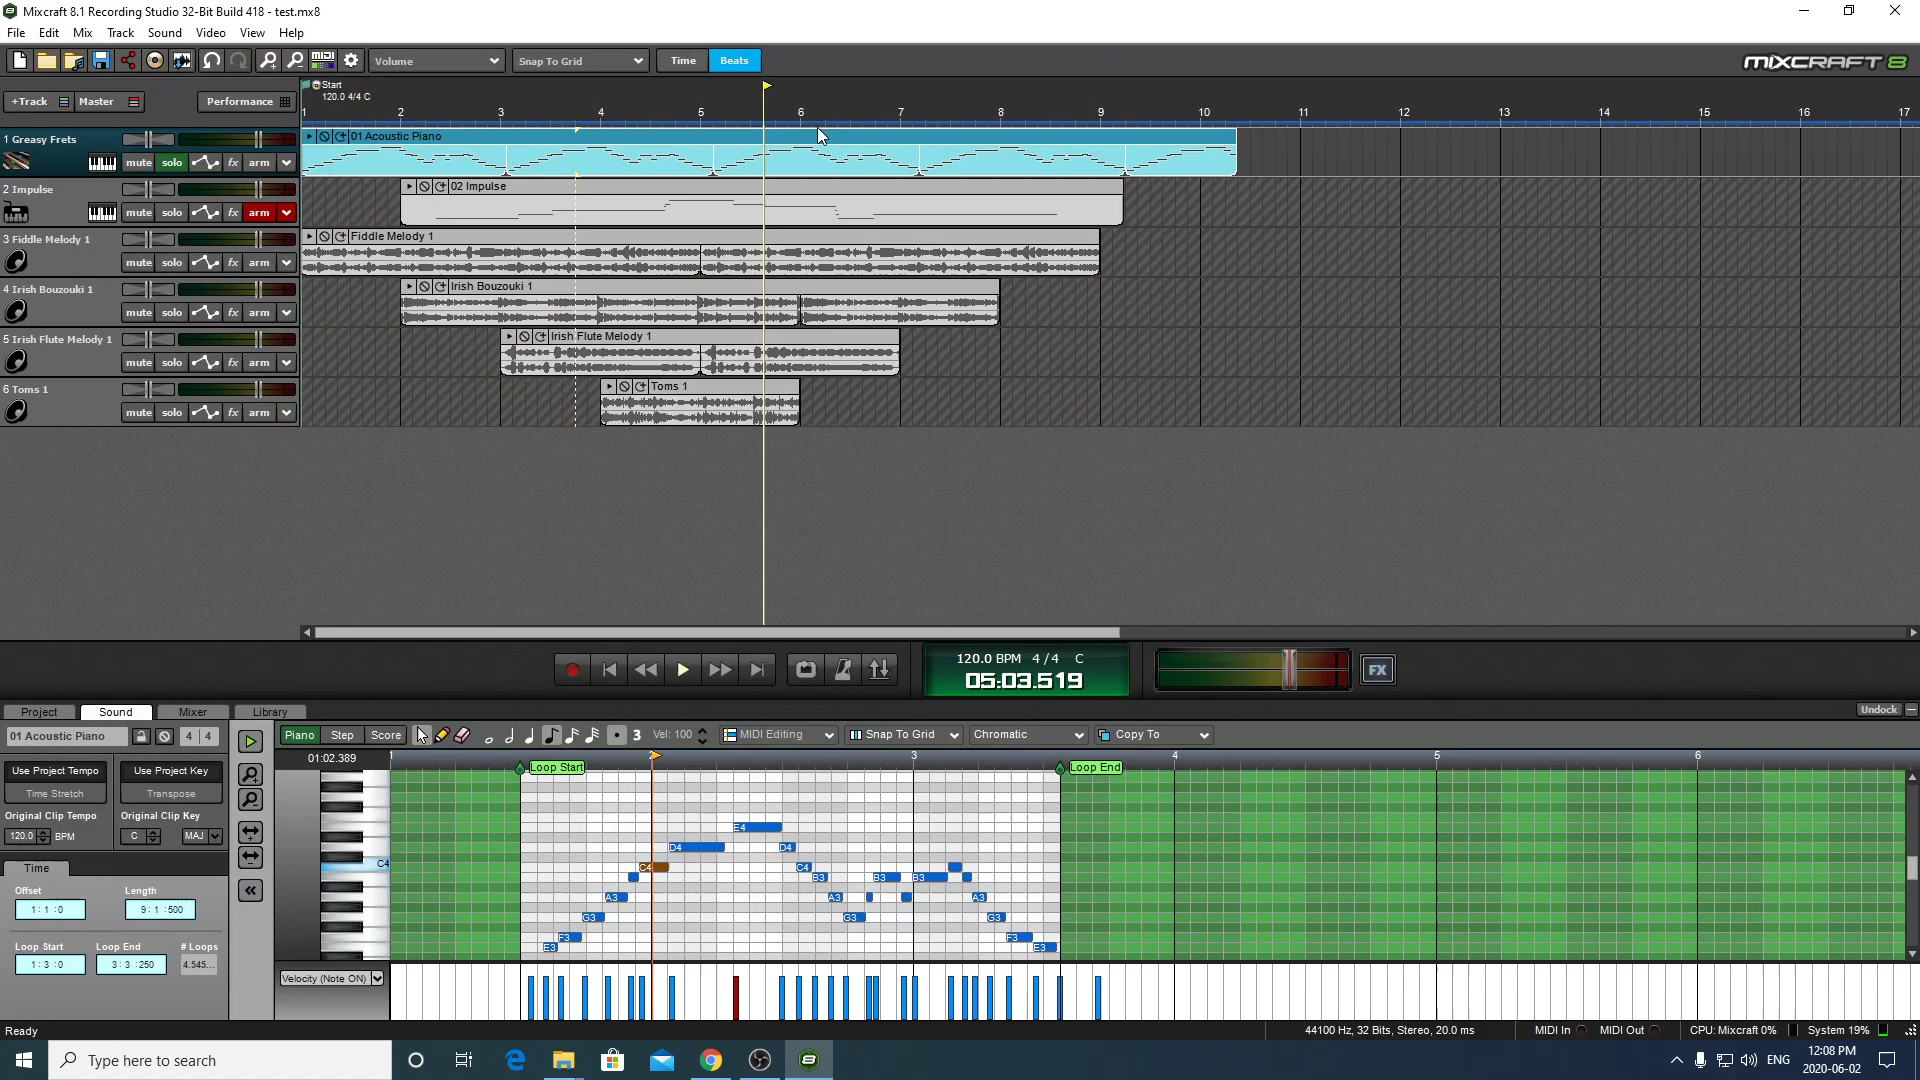 Mixcraft 8.1 Recording Studio 32-Bit Build 418 - test.mx8
File Edit Mix Track Sound Video View Help
Volume Snap To Grid Time Beats MIXCRAFT 8
Start
120.0 4/4 C
+Track Master Performance
1 2 3 4 5 6 7 8 9 10 11 12 13 14 15 16 17
1 Greasy Frets
mute solo fx arm
01 Acoustic Piano
2 Impulse
mute solo fx arm
02 Impulse
3 Fiddle Melody 1
mute solo fx arm
Fiddle Melody 1
4 Irish Bouzouki 1
mute solo fx arm
Irish Bouzouki 1
5 Irish Flute Melody 1
mute solo fx arm
Irish Flute Melody 1
6 Toms 1
mute solo fx arm
Toms 1
120.0 BPM 4/4 C
05:03.519
FX
Project Sound Mixer Library Undock
01 Acoustic Piano 4 4
Piano Step Score 3 Vel: 100 MIDI Editing Snap To Grid Chromatic Copy To
01:02.389 1 2 3 4 5 6
Loop Start Loop End
Use Project Tempo Use Project Key
Time Stretch Transpose
Original Clip Tempo Original Clip Key
120.0 BPM C MAJ
Time
Offset Length
1: 1 :0 9: 1 :500
Loop Start Loop End # Loops
1: 3 :0 3: 3 :250 4.545...
C4
E4
D4 D4
C4 C4
B3 B3 B3
A3 A3 A3
G3 G3 G3
F3 F3
E3 E3
Velocity (Note ON)
Ready 44100 Hz, 32 Bits, Stereo, 20.0 ms MIDI In MIDI Out CPU: Mixcraft 0% System 19%
Type here to search
ENG
12:08 PM
2020-06-02